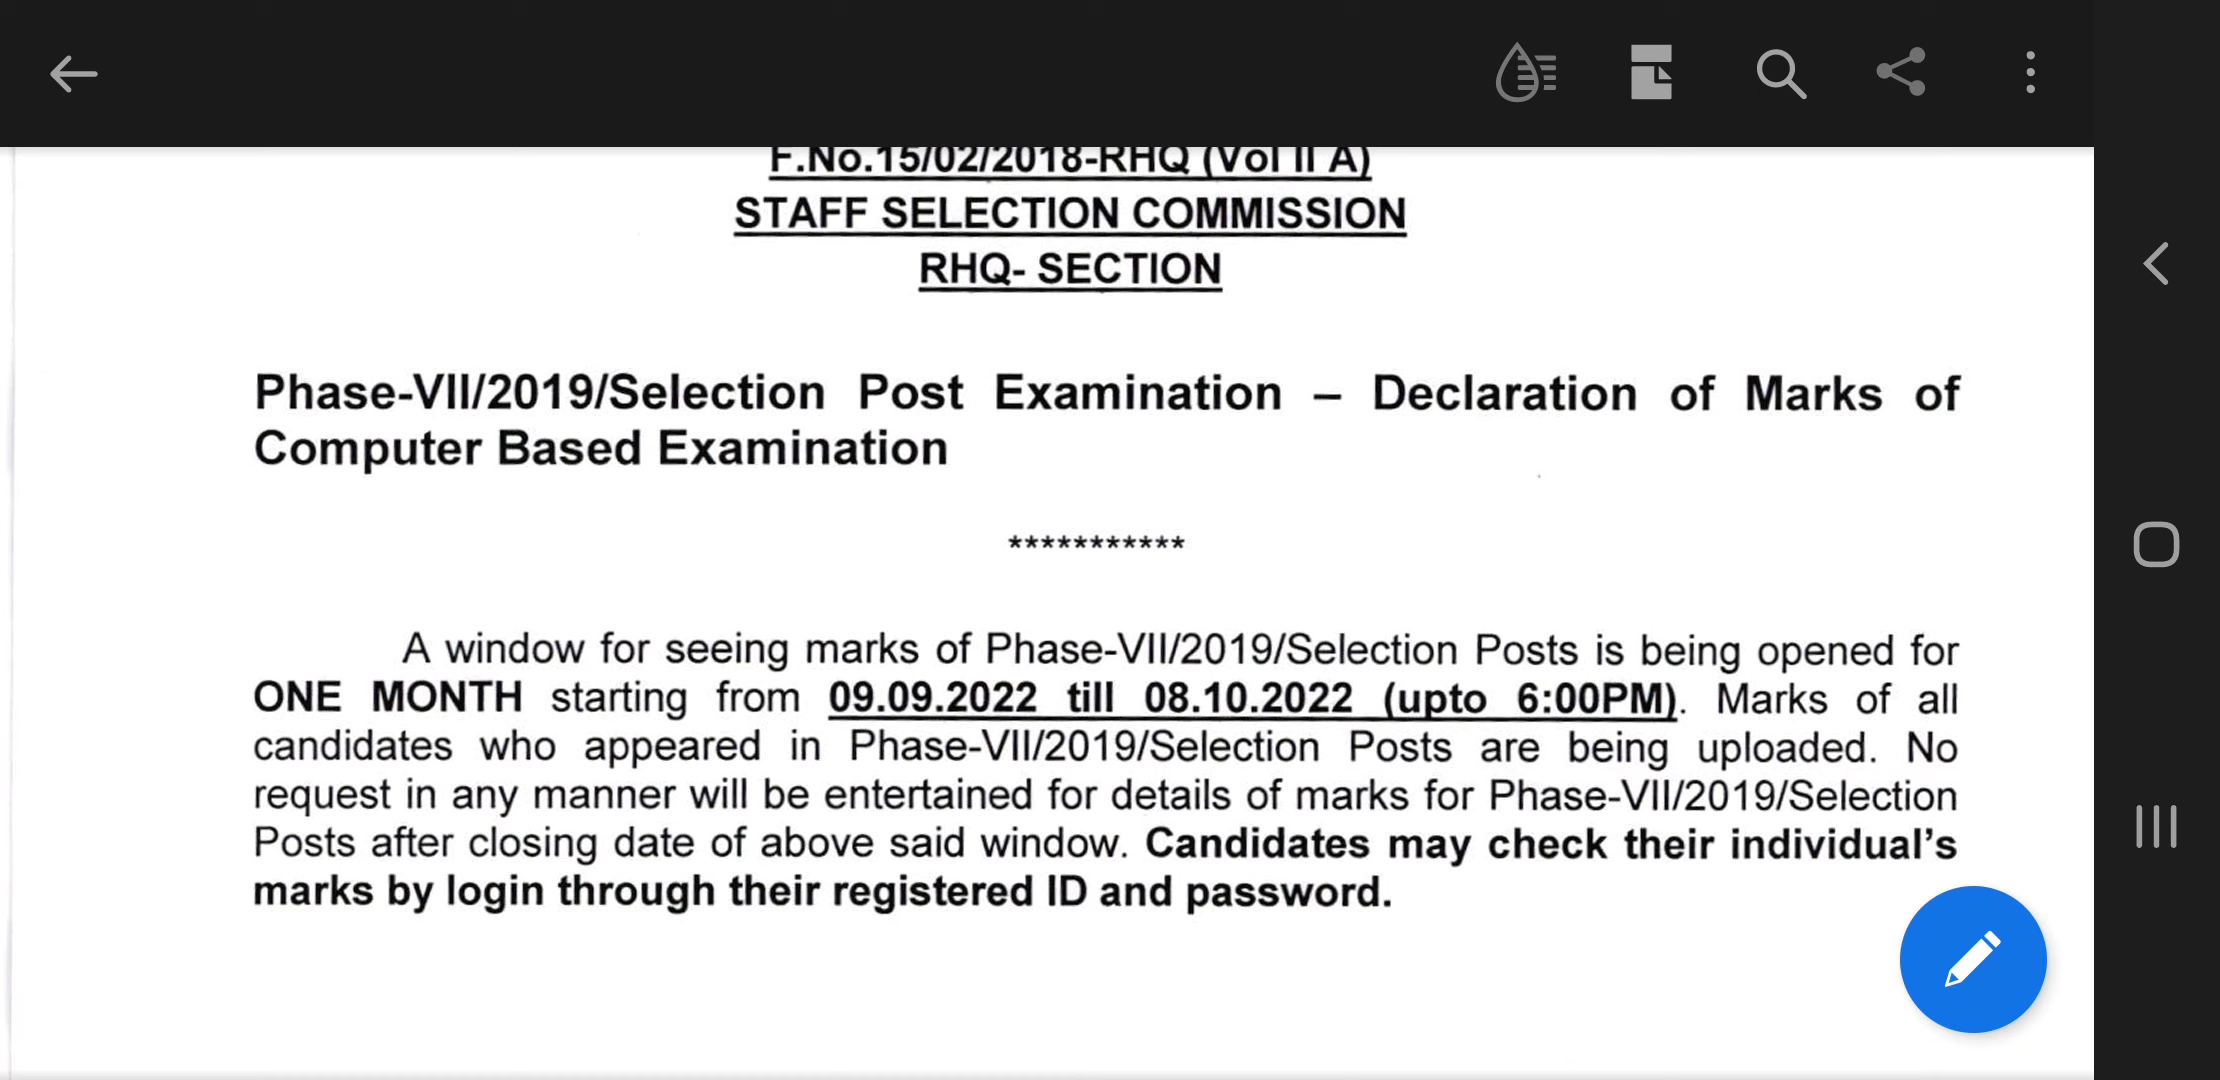 F.No.15/02/2018-RHQ (Vol II A)
STAFF SELECTION COMMISSION
RHQ- SECTION
Phase-VII/2019/Selection Post Examination – Declaration of Marks of
Computer Based Examination
***********
A window for seeing marks of Phase-VII/2019/Selection Posts is being opened for
ONE MONTH starting from 09.09.2022 till 08.10.2022 (upto 6:00PM). Marks of all
candidates who appeared in Phase-VII/2019/Selection Posts are being uploaded. No
request in any manner will be entertained for details of marks for Phase-VII/2019/Selection
Posts after closing date of above said window. Candidates may check their individual’s
marks by login through their registered ID and password.